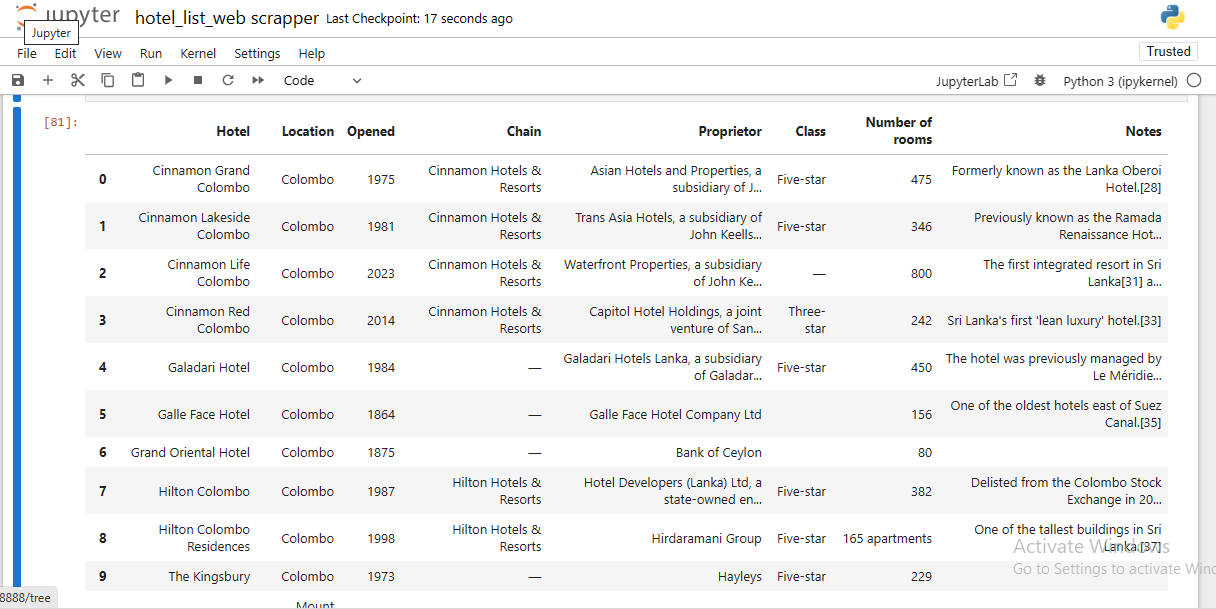 jupyter hotel_list_web scrapper Last Checkpoint: 17 seconds ago
Jupyter
File Edit View Run Kernel Settings Help Trusted
Code JupyterLab Python 3 (ipykernel)
[81]:
Hotel Location Opened Chain Proprietor Class Number of rooms Notes
0 Cinnamon Grand Colombo Colombo 1975 Cinnamon Hotels & Resorts Asian Hotels and Properties, a subsidiary of J... Five-star 475 Formerly known as the Lanka Oberoi Hotel.[28]
1 Cinnamon Lakeside Colombo Colombo 1981 Cinnamon Hotels & Resorts Trans Asia Hotels, a subsidiary of John Keells... Five-star 346 Previously known as the Ramada Renaissance Hot...
2 Cinnamon Life Colombo Colombo 2023 Cinnamon Hotels & Resorts Waterfront Properties, a subsidiary of John Ke... — 800 The first integrated resort in Sri Lanka[31] a...
3 Cinnamon Red Colombo Colombo 2014 Cinnamon Hotels & Resorts Capitol Hotel Holdings, a joint venture of San... Three-star 242 Sri Lanka's first 'lean luxury' hotel.[33]
4 Galadari Hotel Colombo 1984 — Galadari Hotels Lanka, a subsidiary of Galadar... Five-star 450 The hotel was previously managed by Le Méridie...
5 Galle Face Hotel Colombo 1864 — Galle Face Hotel Company Ltd 156 One of the oldest hotels east of Suez Canal.[35]
6 Grand Oriental Hotel Colombo 1875 — Bank of Ceylon 80
7 Hilton Colombo Colombo 1987 Hilton Hotels & Resorts Hotel Developers (Lanka) Ltd, a state-owned en... Five-star 382 Delisted from the Colombo Stock Exchange in 20...
8 Hilton Colombo Residences Colombo 1998 Hilton Hotels & Resorts Hirdaramani Group Five-star 165 apartments One of the tallest buildings in Sri Lanka[37]
9 The Kingsbury Colombo 1973 — Hayleys Five-star 229
Mount
Activate Windows
Go to Settings to activate Wind
8888/tree